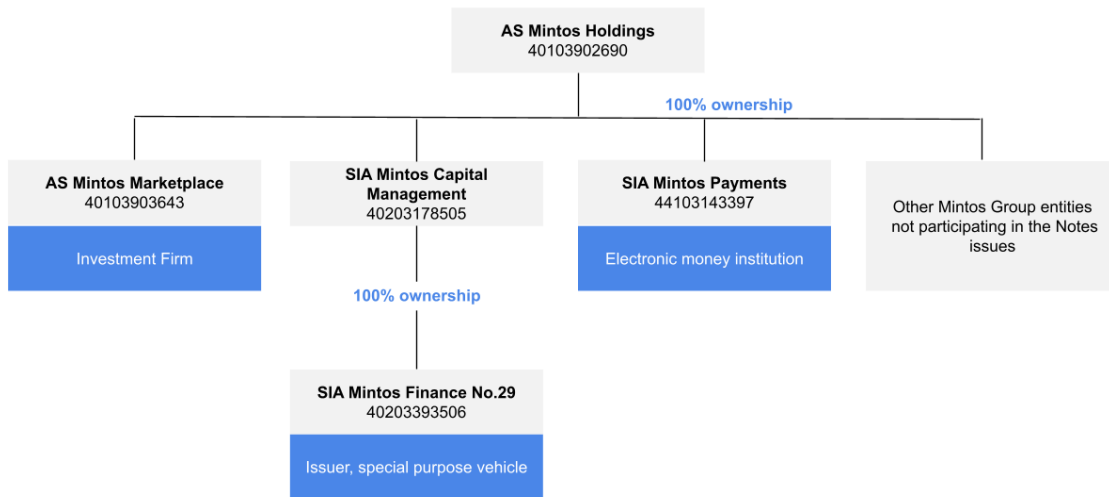 AS Mintos Holdings
40103902690
100% ownership
AS Mintos Marketplace
40103903643
Investment Firm
SIA Mintos Capital
Management
40203178505
SIA Mintos Payments
44103143397
Electronic money institution
Other Mintos Group entities
not participating in the Notes
issues
100% ownership
SIA Mintos Finance No.29
40203393506
Issuer, special purpose vehicle